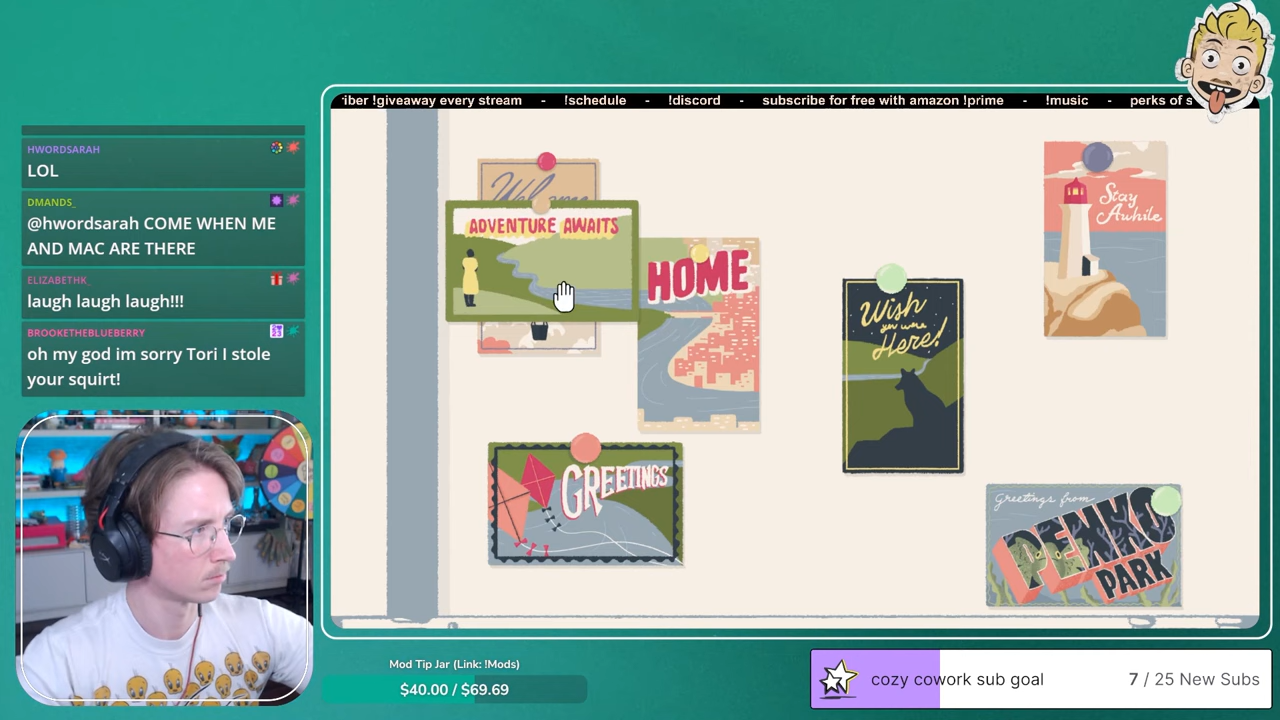 iber !giveaway every stream - !schedule - !discord - subscribe for free with amazon !prime - !music - perks of s
HWORDSARAH
LOL
DMANDS_
@hwordsarah COME WHEN ME
AND MAC ARE THERE
ELIZABETHK_
laugh laugh laugh!!!
BROOKETHEBLUEBERRY
oh my god im sorry Tori I stole
your squirt!
Welcome
ADVENTURE AWAITS
HOME
Stay
Awhile
Wish
you were
Here!
GREETINGS
Greetings from
PENKO
PARK
Mod Tip Jar (Link: !Mods)
$40.00 / $69.69
cozy cowork sub goal
7 / 25 New Subs